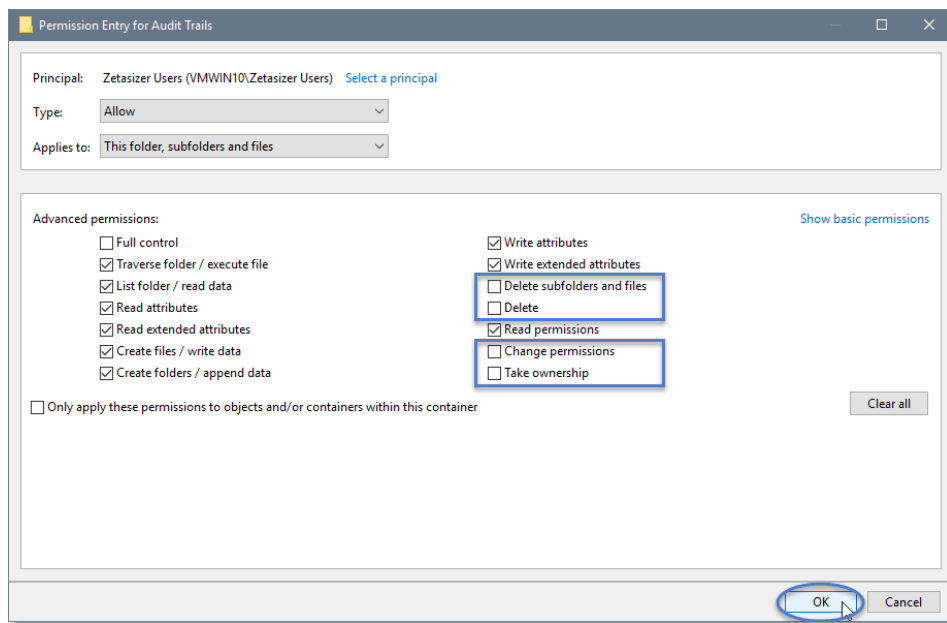 Permission Entry for Audit Trails
Principal: Zetasizer Users (VMWIN10\Zetasizer Users) Select a principal
Type: Allow
Applies to: This folder, subfolders and files
Advanced permissions: Show basic permissions
Full control
Traverse folder / execute file
List folder / read data
Read attributes
Read extended attributes
Create files / write data
Create folders / append data
Write attributes
Write extended attributes
Delete subfolders and files
Delete
Read permissions
Change permissions
Take ownership
Only apply these permissions to objects and/or containers within this container
Clear all
OK Cancel